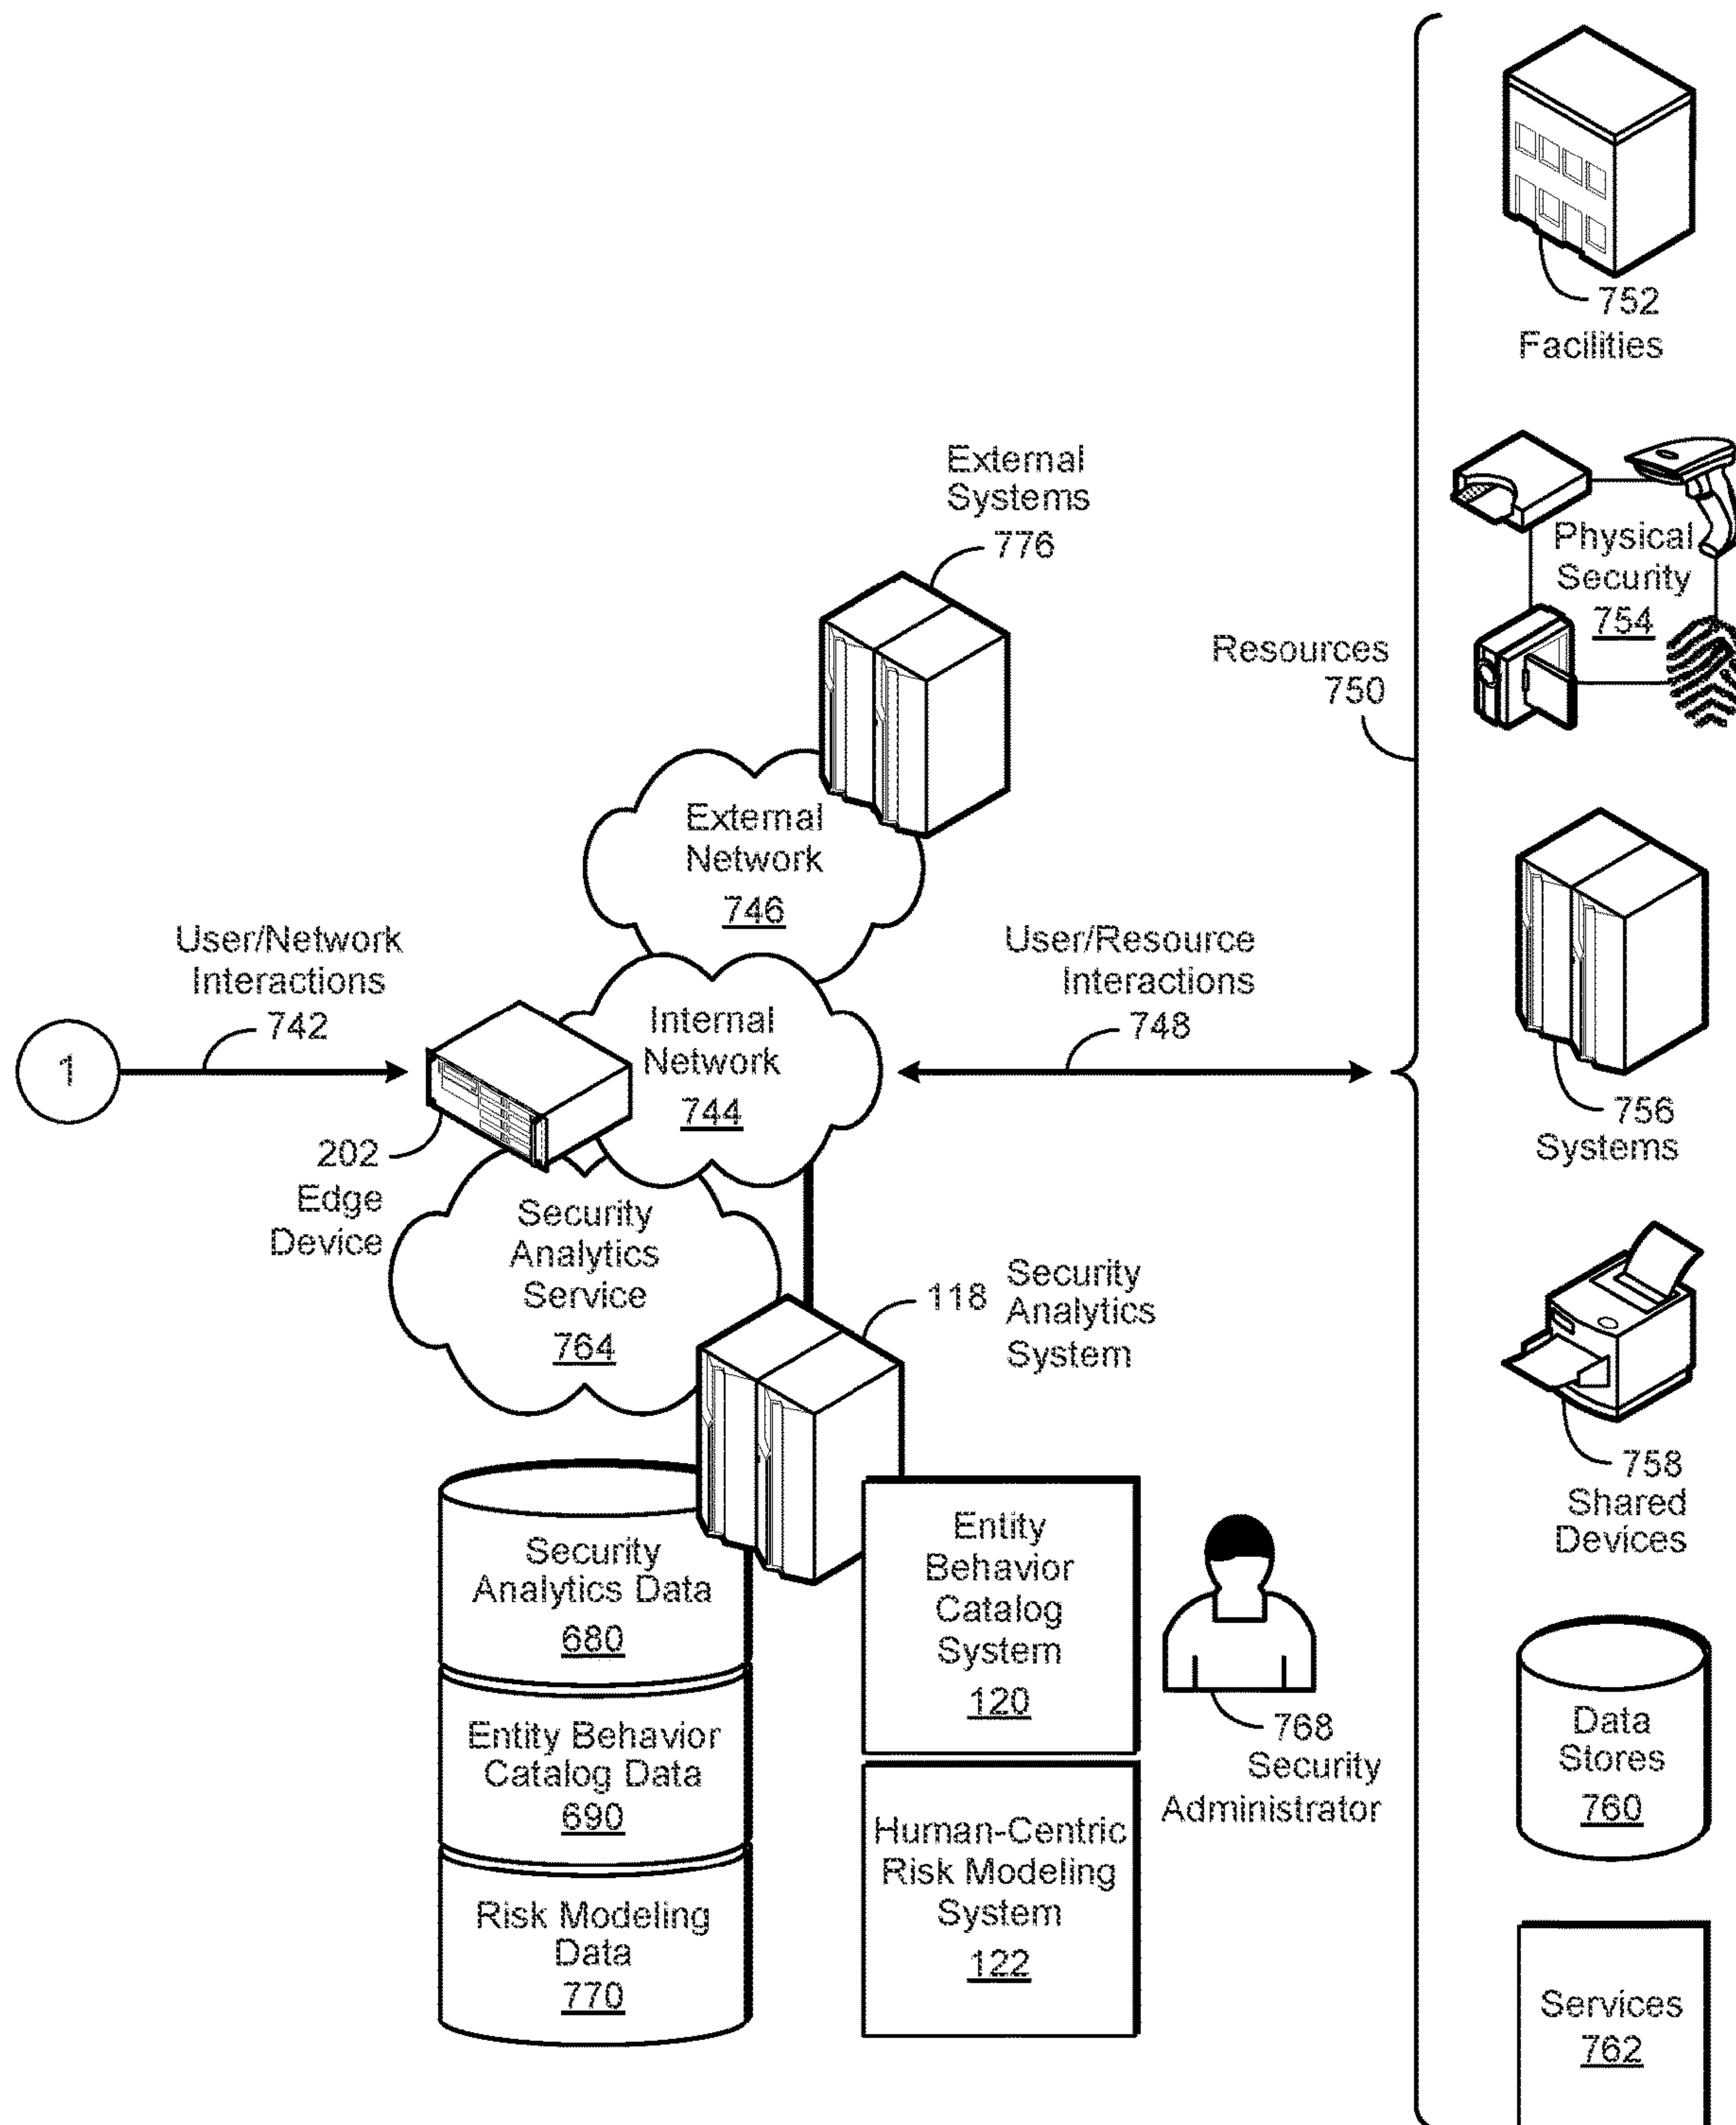 752
Facilities
External
Systems
776
Physical
Security
754
Resources
750
External
Network
746
User/Network
Interactions
742
User/Resource
Interactions
748
1
Internal
Network
744
202
Edge
Device
756
Systems
Security
Analytics
Service
764
118
Security
Analytics
System
758
Shared
Devices
Security
Analytics Data
680
Entity Behavior
Catalog Data
690
Risk Modeling
Data
770
Entity
Behavior
Catalog
System
120
Human-Centric
Risk Modeling
System
122
768
Security
Administrator
Data
Stores
760
Services
762